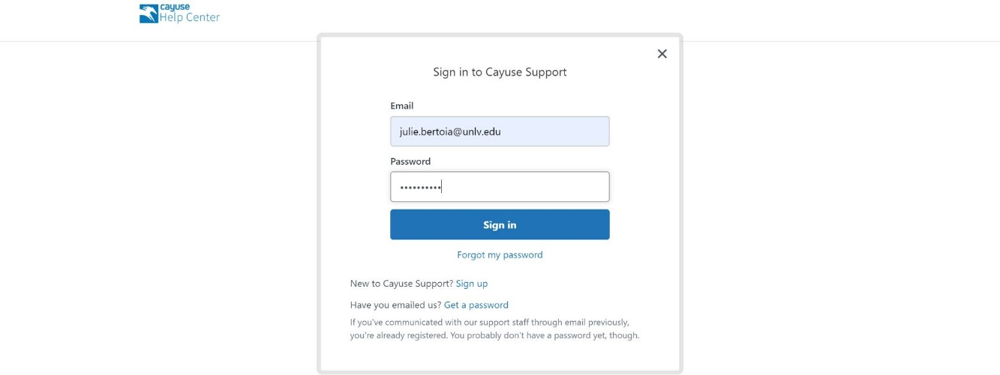 cayuse
Help Center
Sign in to Cayuse Support
Email
julie.bertoia@unlv.edu
Password
••••••••••
Sign in
Forgot my password
New to Cayuse Support? Sign up
Have you emailed us? Get a password
If you've communicated with our support staff through email previously,
you're already registered. You probably don't have a password yet, though.